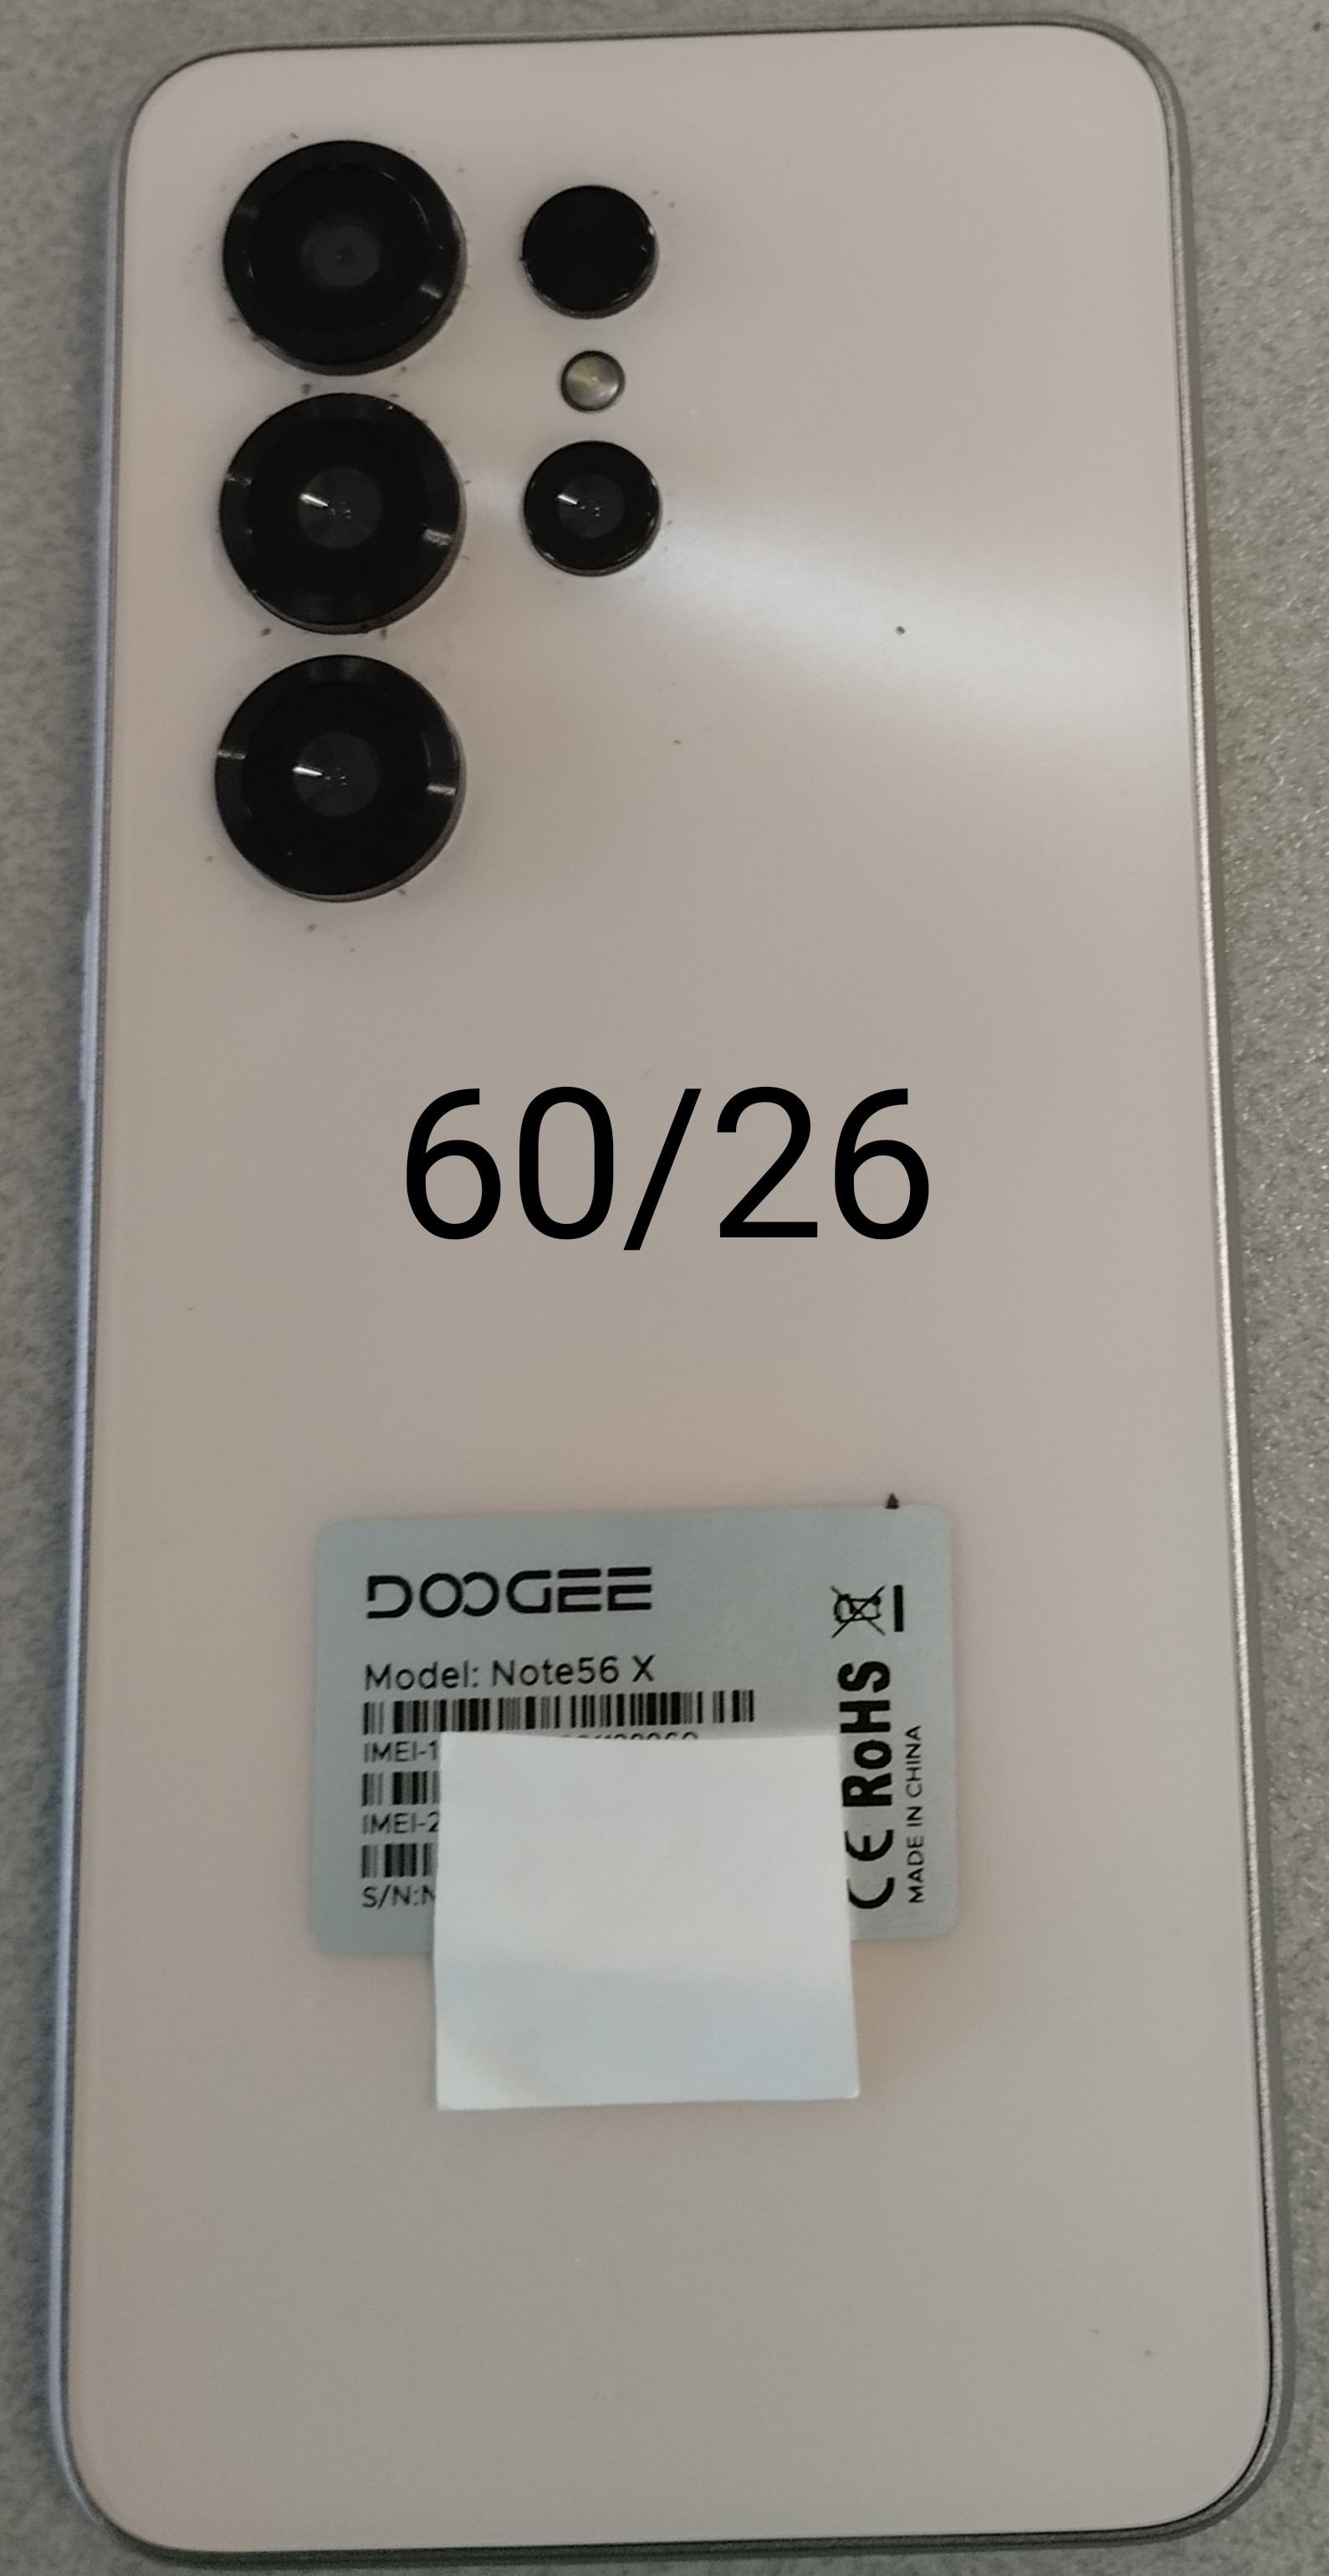 60/26
DOOGEE
Model: Note56 X
IMEI-1
IMEI-2
S/N:N
CE RoHS
MADE IN CHINA